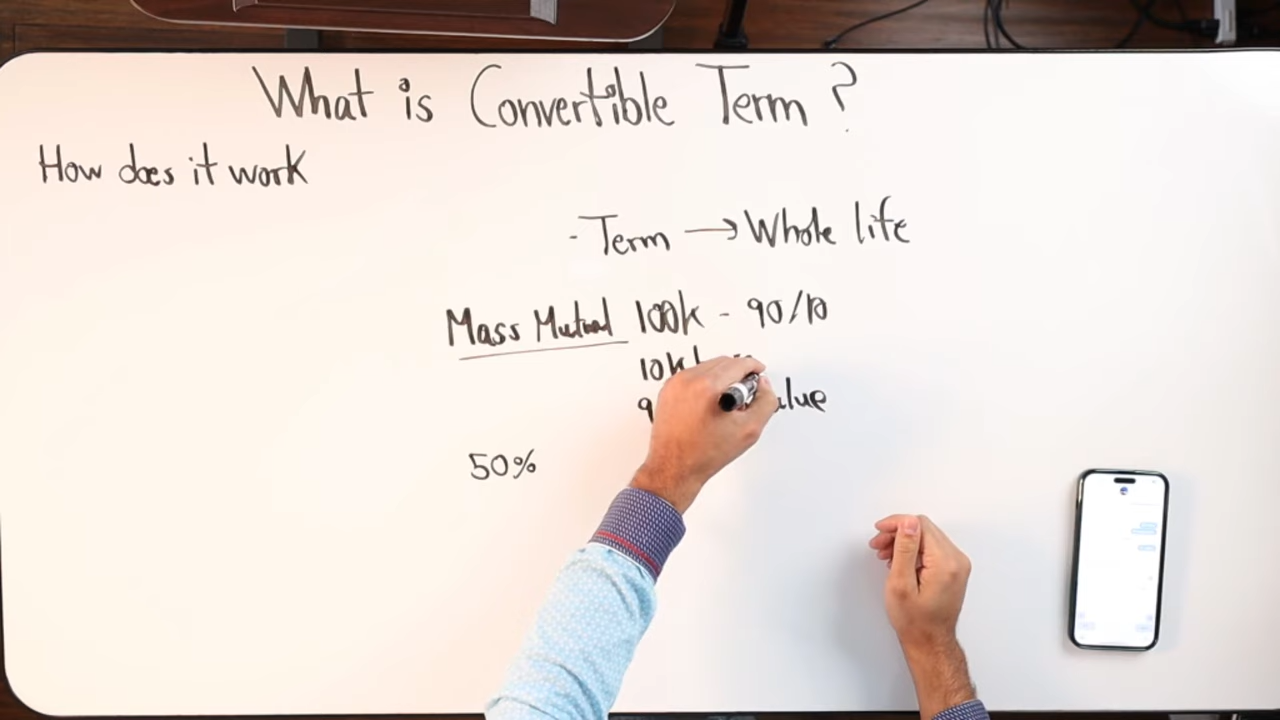 What is Convertible Term ?
How does it work
- Term → Whole life
Mass Mutual 100k - 90/10
10k
50%